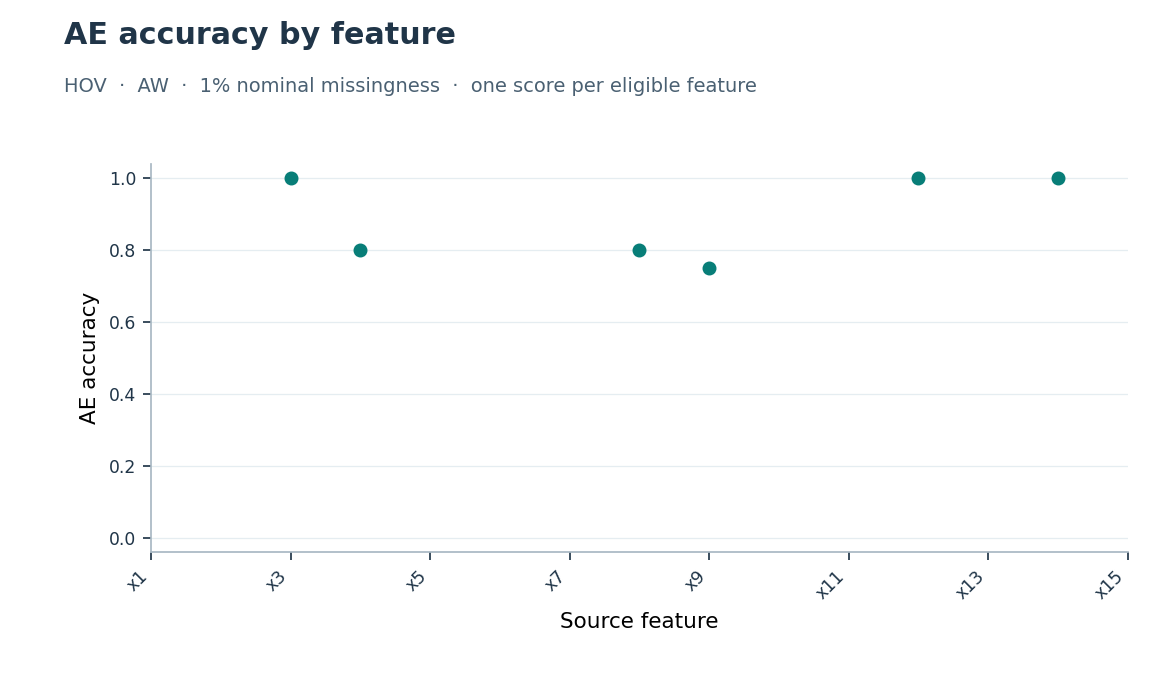 AE accuracy by feature
HOV · AW · 1% nominal missingness · one score per eligible feature
1.0
0.8
0.6
0.4
0.2
0.0
AE accuracy
x1 x3 x5 x7 x9 x11 x13 x15
Source feature